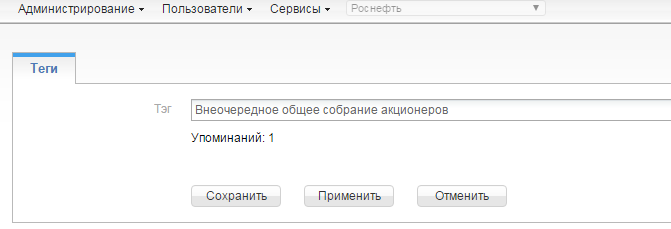 Администрирование Пользователи Сервисы Роснефть
Теги
Тэг Внеочередное общее собрание акционеров
Упоминаний: 1
Сохранить Применить Отменить